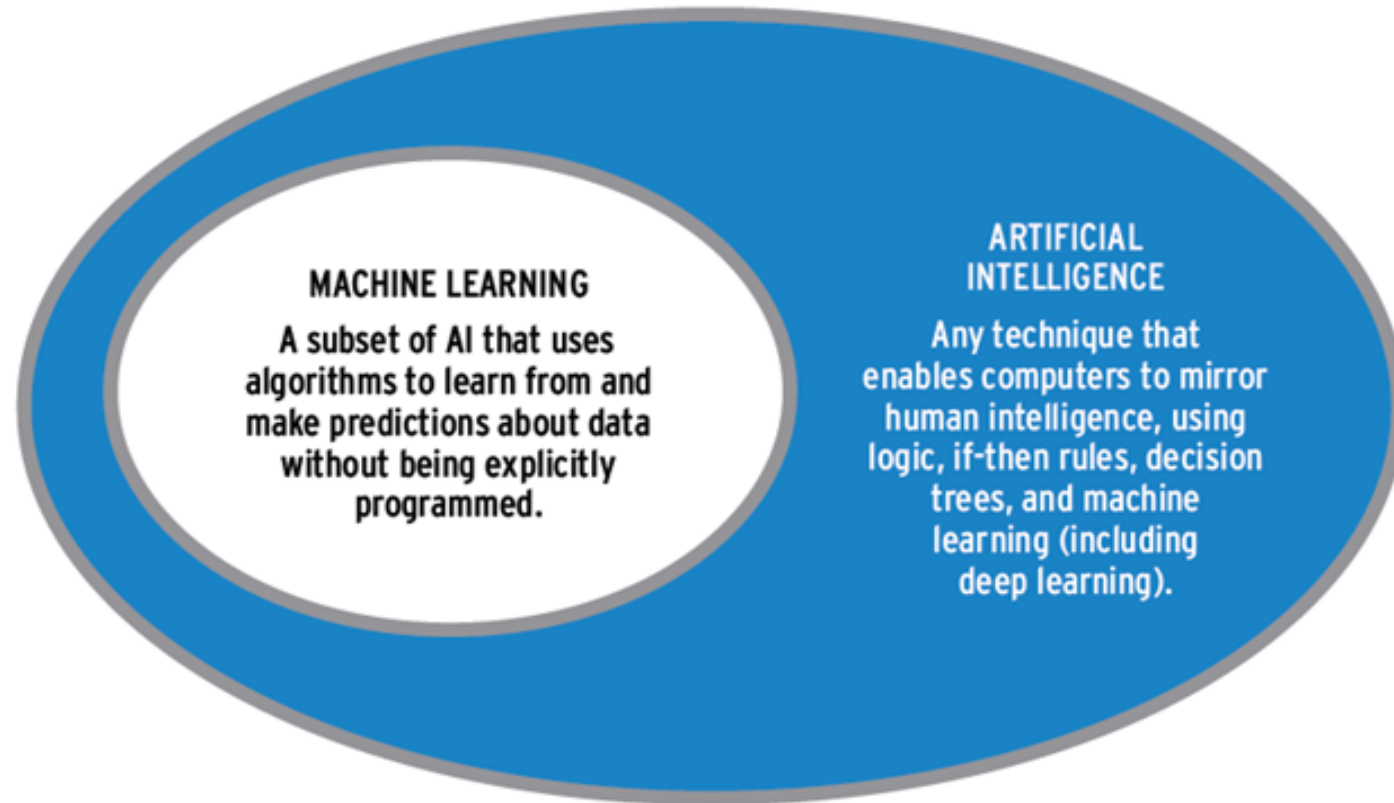 MACHINE LEARNING
A subset of AI that uses
algorithms to learn from and
make predictions about data
without being explicitly
programmed.
ARTIFICIAL
INTELLIGENCE
Any technique that
enables computers to mirror
human intelligence, using
logic, if-then rules, decision
trees, and machine
learning (including
deep learning).